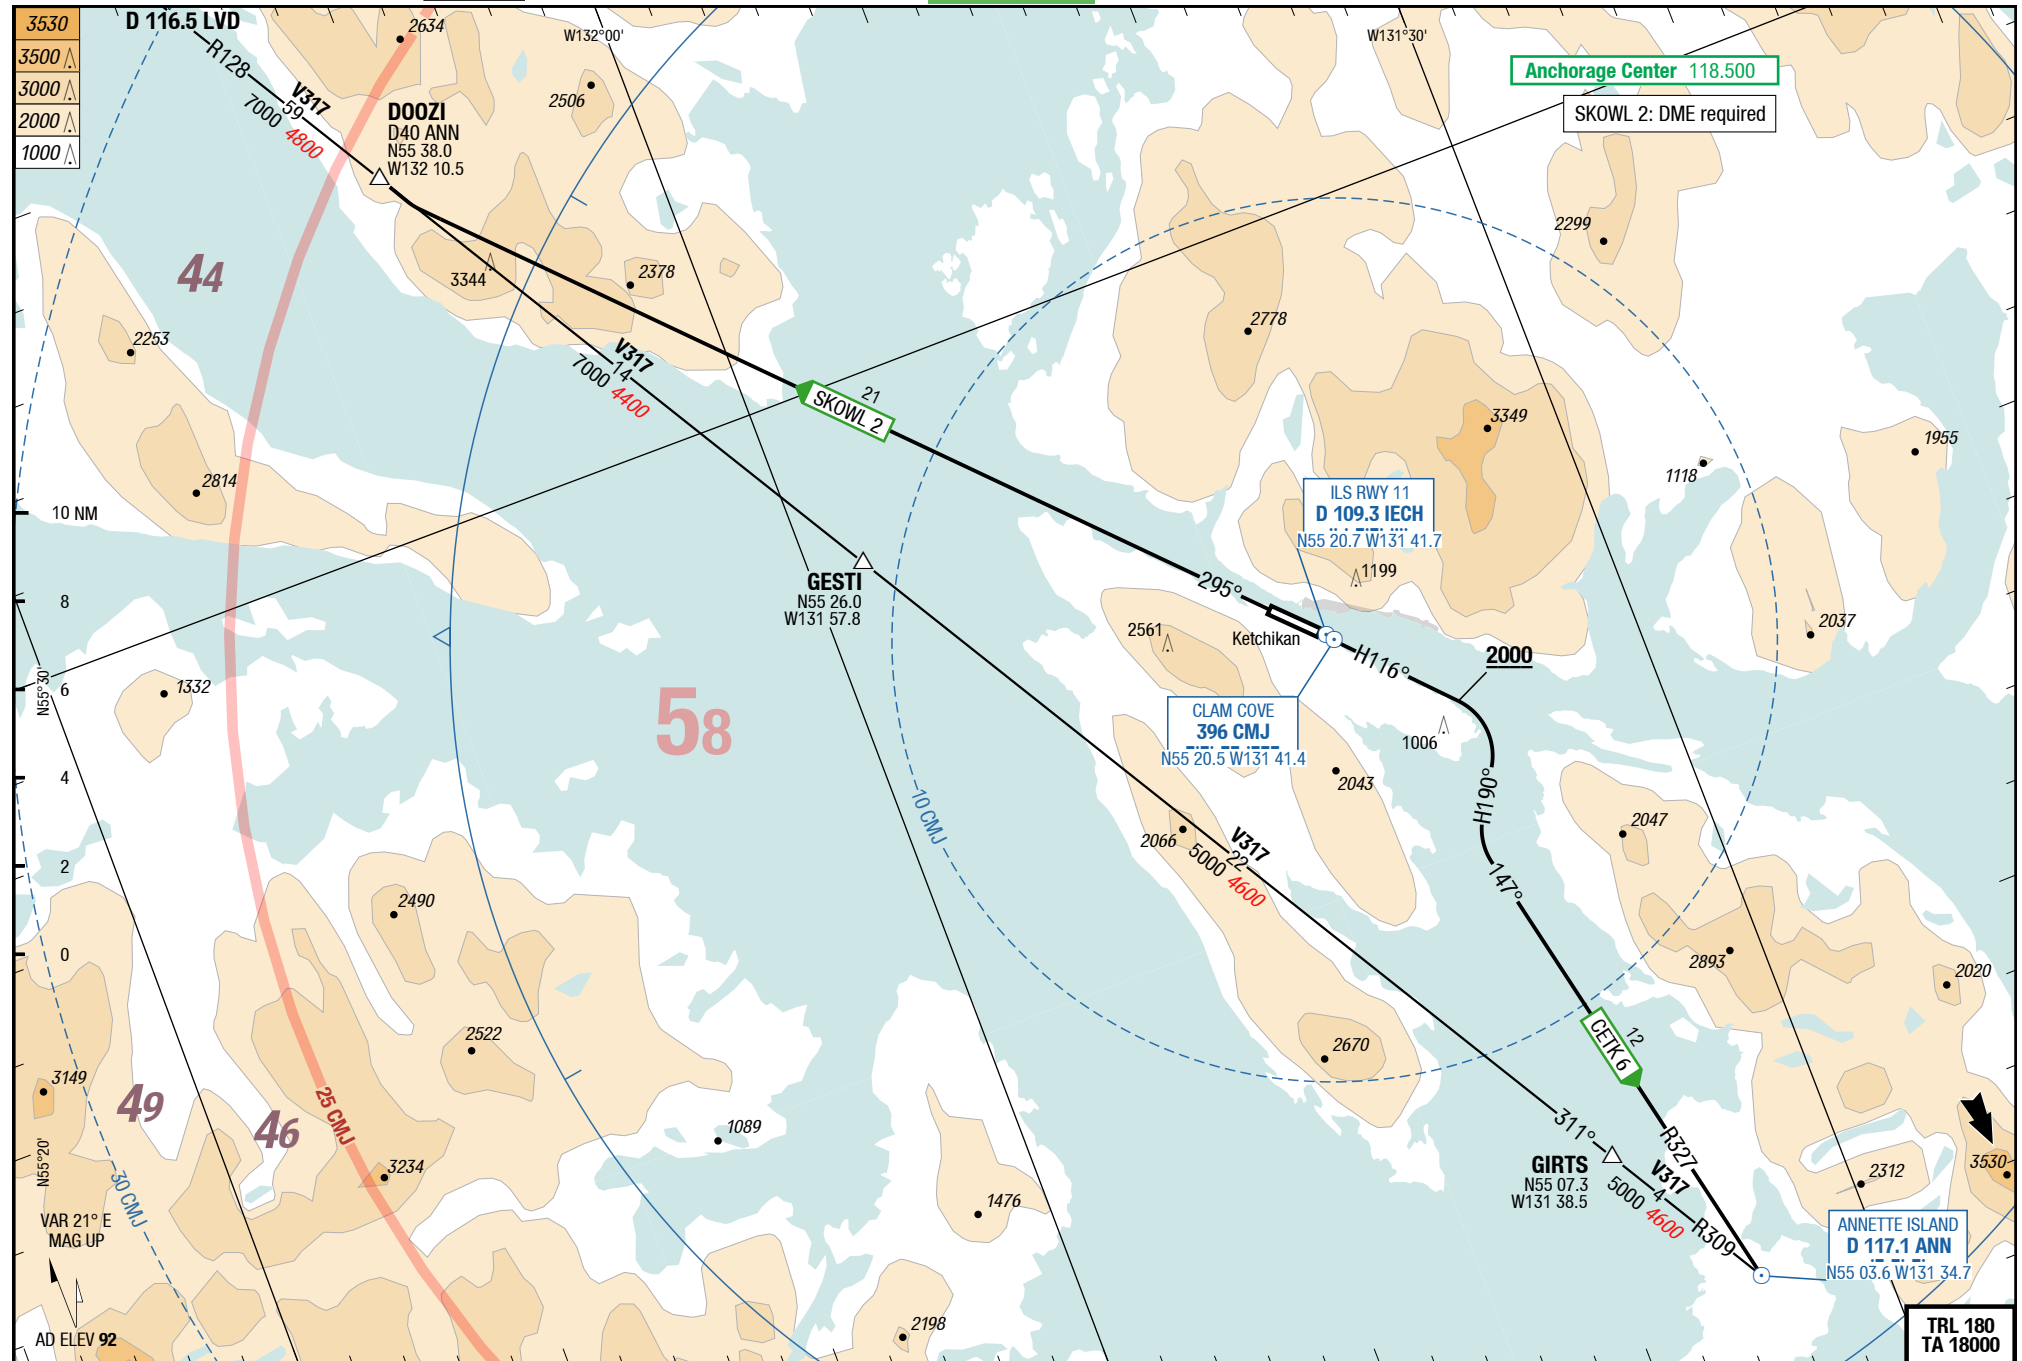 3530
3500
3000
2000
1000
D 116.5 LVD
R128
V317
59
7000 4800
DOOZI
D40 ANN
N55 38.0
W132 10.5
2634
2506
W132°00'
W131°30'
Anchorage Center 118.500
SKOWL 2: DME required
2299
44
3344
2378
2253
2778
V317
14
7000 4400
21
SKOWL 2
3349
1955
1118
2814
10 NM
ILS RWY 11
D 109.3 IECH
N55 20.7 W131 41.7
1199
GESTI
N55 26.0
W131 57.8
295°
8
2561
Ketchikan
2037
H116°
2000
N55°30'
6
1332
58
CLAM COVE
396 CMJ
N55 20.5 W131 41.4
1006
4
2043
H190°
10 CMJ
2066
V317
22
5000 4600
2047
2
147°
2490
0
2893
2020
2522
2670
12
CETK 6
3149
49
46
25 CMJ
1089
311°
R327
N55°20'
30 CMJ
3234
GIRTS
N55 07.3
W131 38.5
V317
4
5000 4600
R309
2312
3530
1476
VAR 21° E
MAG UP
ANNETTE ISLAND
D 117.1 ANN
N55 03.6 W131 34.7
AD ELEV 92
2198
TRL 180
TA 18000